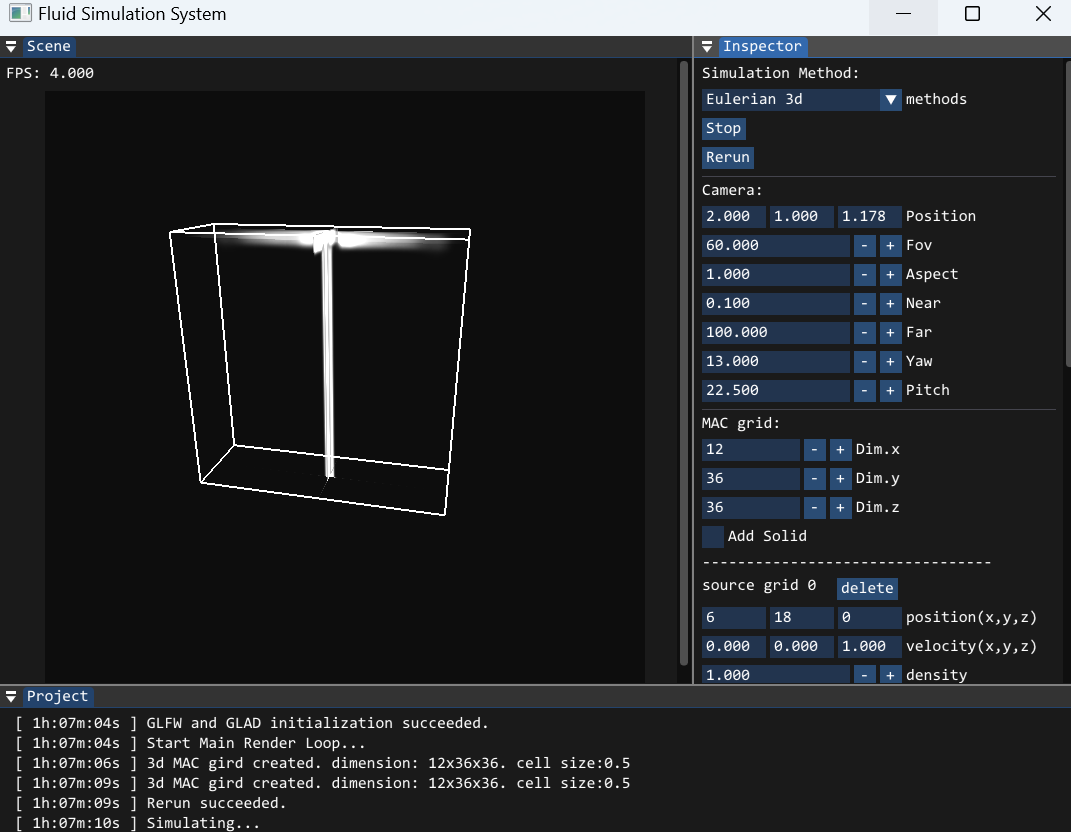 Fluid Simulation System
Scene
FPS: 4.000
Inspector
Simulation Method:
Eulerian 3d methods
Stop
Rerun
Camera:
2.000 1.000 1.178 Position
60.000 - + Fov
1.000 - + Aspect
0.100 - + Near
100.000 - + Far
13.000 - + Yaw
22.500 - + Pitch
MAC grid:
12 - + Dim.x
36 - + Dim.y
36 - + Dim.z
Add Solid
---------------------------------
source grid 0 delete
6 18 0 position(x,y,z)
0.000 0.000 1.000 velocity(x,y,z)
1.000 - + density
Project
[ 1h:07m:04s ] GLFW and GLAD initialization succeeded.
[ 1h:07m:04s ] Start Main Render Loop...
[ 1h:07m:06s ] 3d MAC gird created. dimension: 12x36x36. cell size:0.5
[ 1h:07m:09s ] 3d MAC gird created. dimension: 12x36x36. cell size:0.5
[ 1h:07m:09s ] Rerun succeeded.
[ 1h:07m:10s ] Simulating...